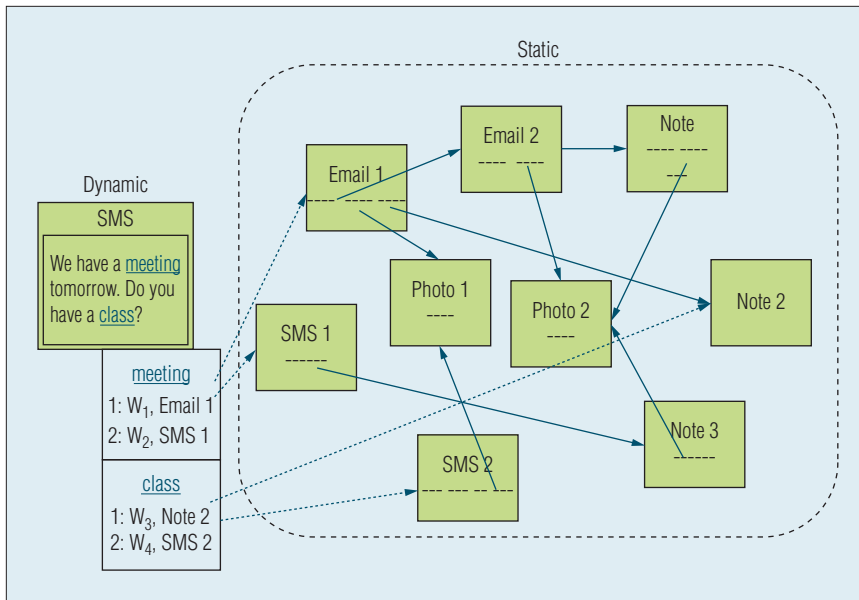 Static
Email 2
Note
Email 1
Dynamic
SMS
We have a meeting
tomorrow. Do you
have a class?
Photo 1
Photo 2
Note 2
SMS 1
meeting
1: W₁, Email 1
2: W₂, SMS 1
Note 3
SMS 2
class
1: W₃, Note 2
2: W₄, SMS 2